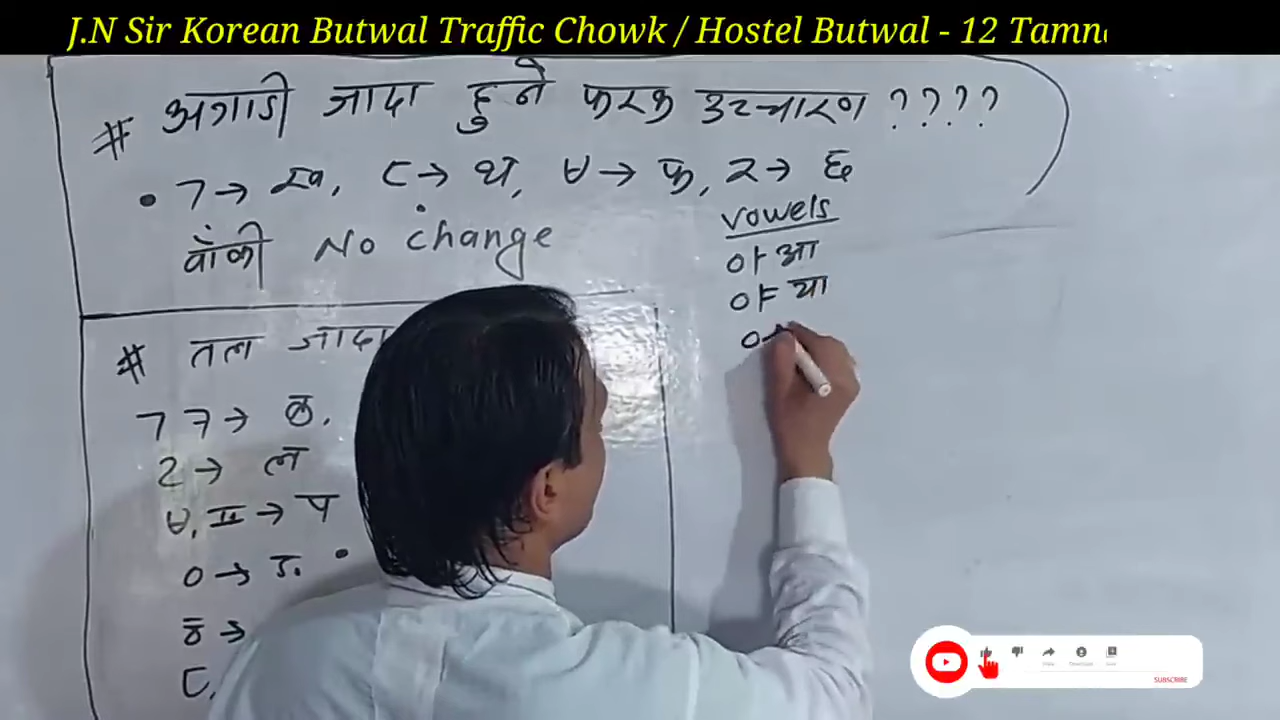 J.N Sir Korean Butwal Traffic Chowk / Hostel Butwal - 12 Tamn
# अगाडी जादा हुने फरक उच्चारण ????
• ㄱ → ख, ㄷ → थ, ㅂ → फ, ㅈ → छ
बाँकी No change
vowels
아 आ
야 या
# तल जादा
ㄱ ㅋ →
ㄹ → ल
ㅂ, ㅍ → प
ㅇ → ङ
ㅎ →
ㄷ,
SUBSCRIBE